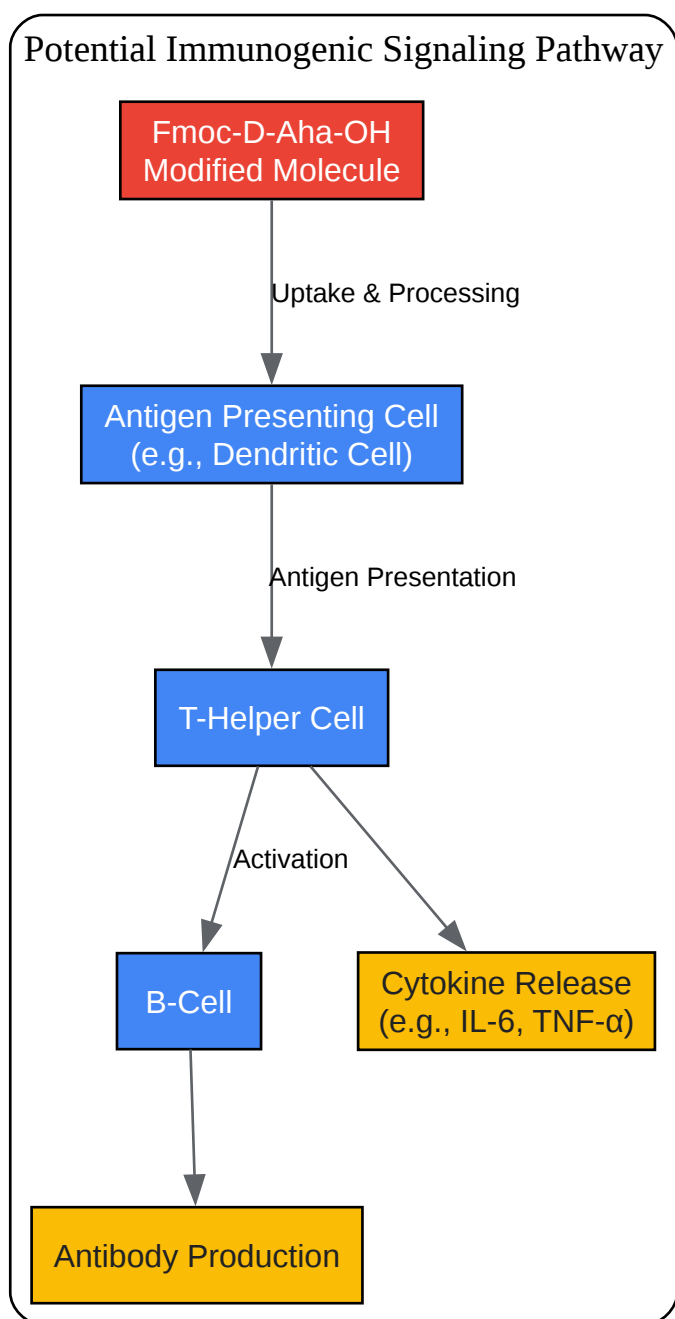 Potential Immunogenic Signaling Pathway
Fmoc-D-Aha-OH
Modified Molecule
Uptake & Processing
Antigen Presenting Cell
(e.g., Dendritic Cell)
Antigen Presentation
T-Helper Cell
Activation
B-Cell
Cytokine Release
(e.g., IL-6, TNF-α)
Antibody Production